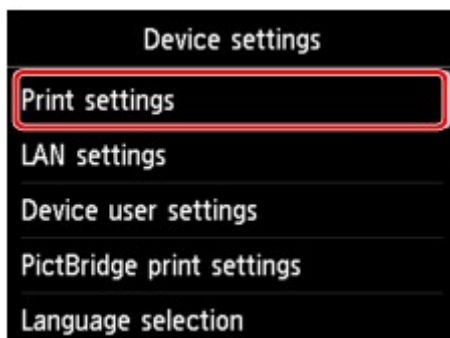 Device settings
Print settings
LAN settings
Device user settings
PictBridge print settings
Language selection